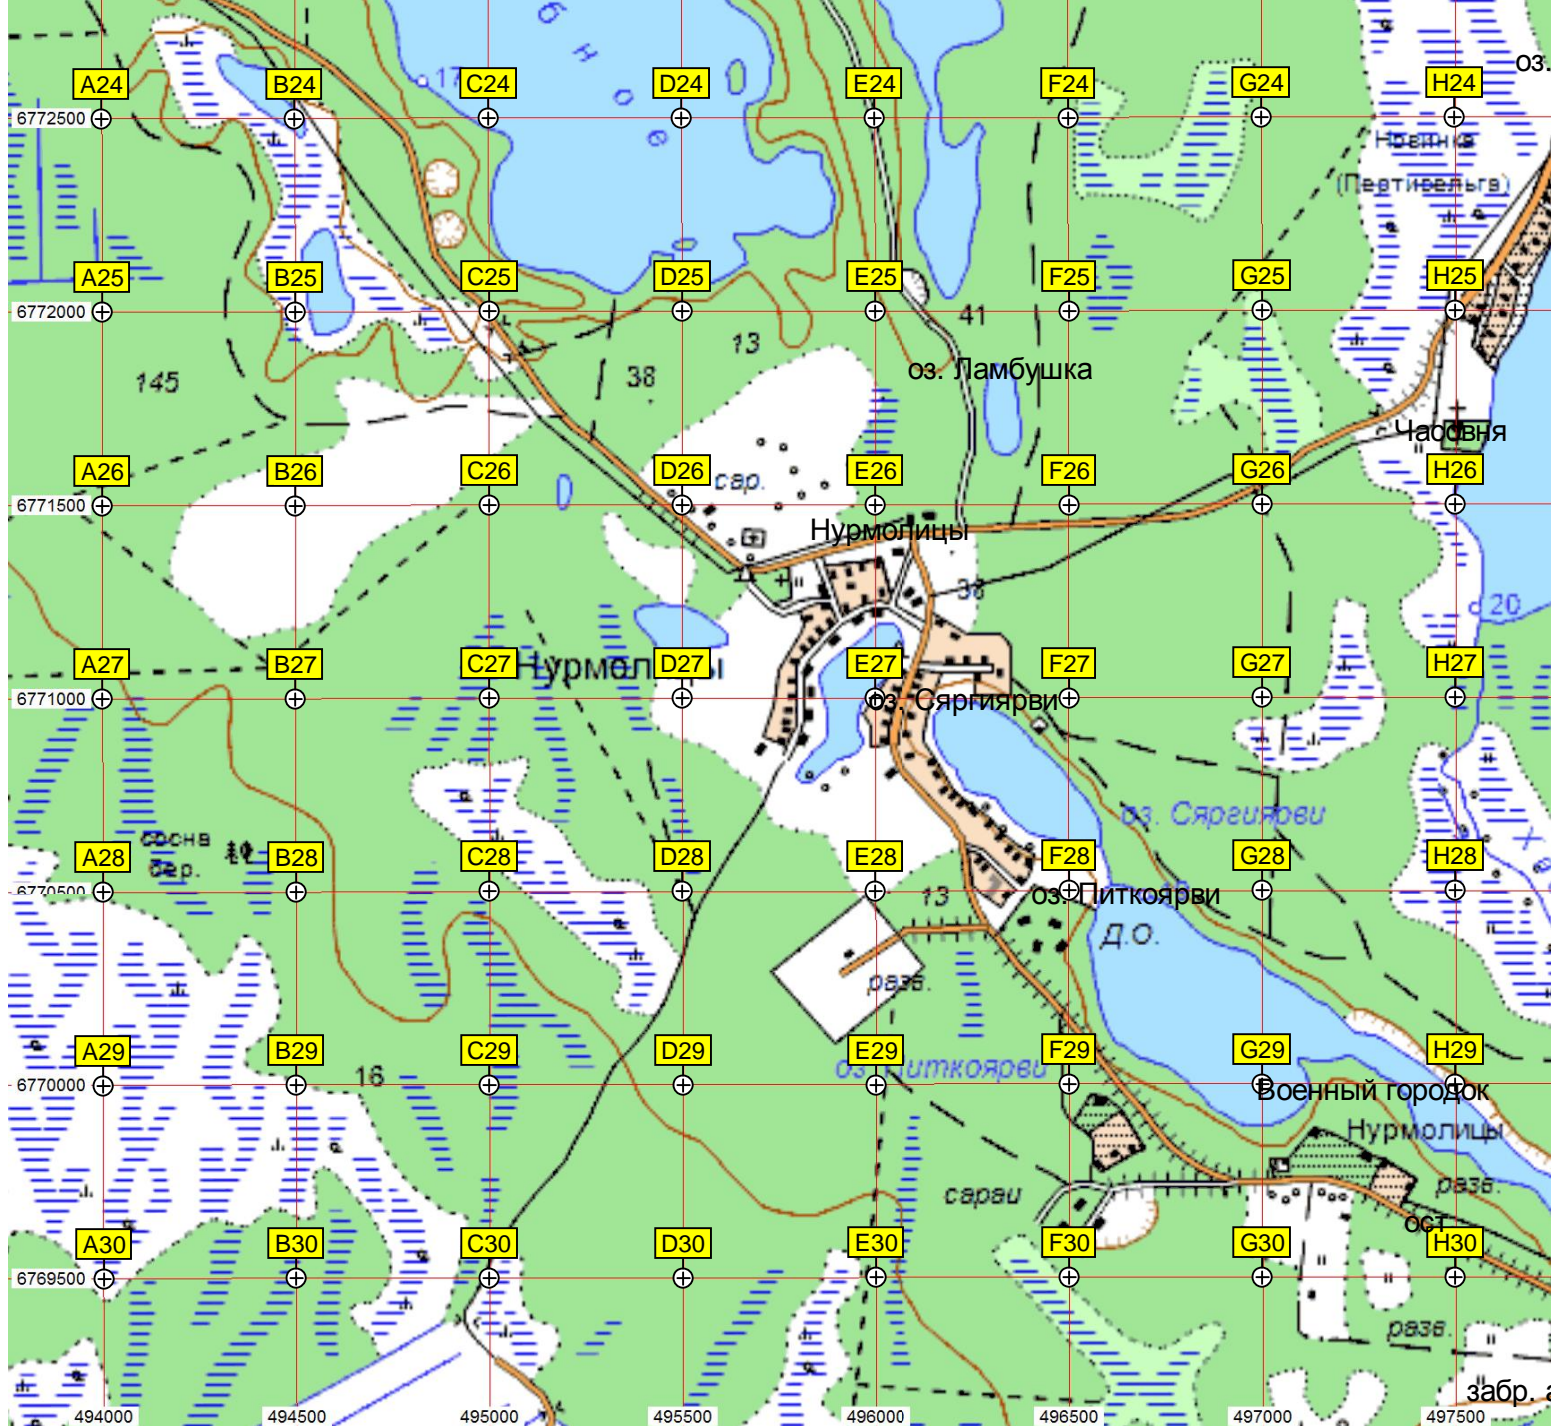 б н о е
17
оз.
A24 B24 C24 D24 E24 F24 G24 H24
6772500
Новинка
(Пертисельга)
A25 B25 C25 D25 E25 F25 G25 H25
6772000
41
13
оз. Ламбушка
145
38
Часовня
A26 B26 C26 D26 E26 F26 G26 H26
сар.
6771500
Нурмолицы
38
20
A27 B27 C27 D27 E27 F27 G27 H27
Нурмолицы
6771000
оз. Сяргиярви
оз. Сяргиярви
сосна
бер.
A28 B28 C28 D28 E28 F28 G28 H28
6770500
13
оз. Питкоярви
Д.О.
разв.
A29 B29 C29 D29 E29 F29 G29 H29
16
оз. Питкоярви
6770000
Военный городок
Нурмолицы
сараи
разв.
ост
A30 B30 C30 D30 E30 F30 G30 H30
6769500
разв.
забр. а
494000 494500 495000 495500 496000 496500 497000 497500